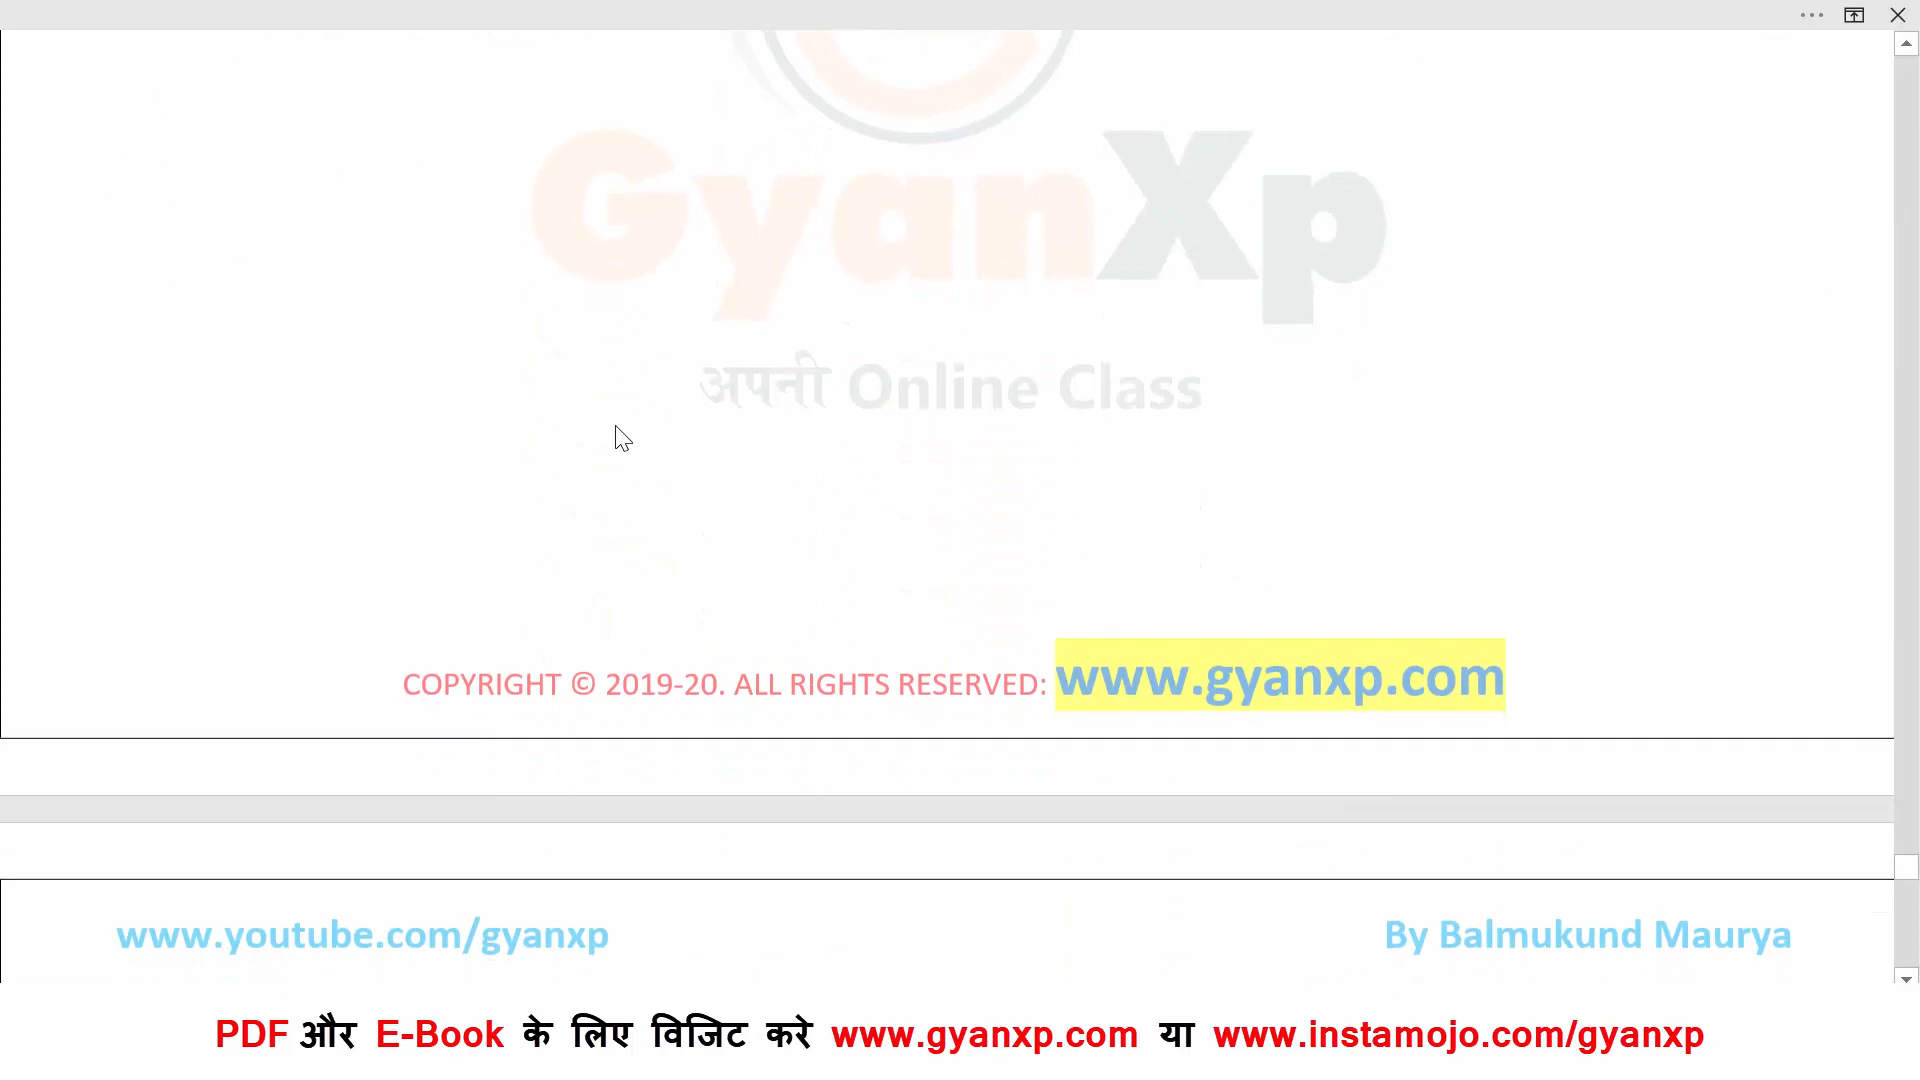 GyanXp
अपनी Online Class
COPYRIGHT © 2019-20. ALL RIGHTS RESERVED: www.gyanxp.com
www.youtube.com/gyanxp By Balmukund Maurya
PDF और E-Book के लिए विजिट करे www.gyanxp.com या www.instamojo.com/gyanxp